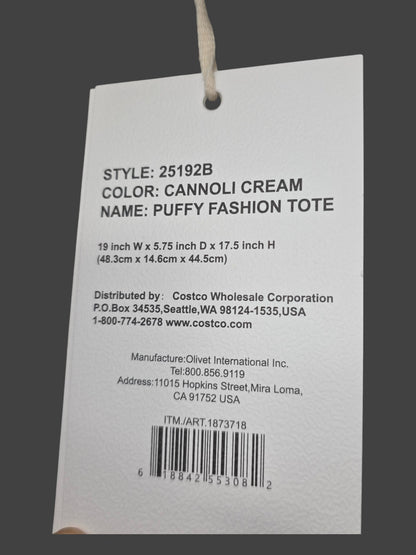 STYLE: 25192B
COLOR: CANNOLI CREAM
NAME: PUFFY FASHION TOTE
19 inch W x 5.75 inch D x 17.5 inch H
(48.3cm x 14.6cm x 44.5cm)
Distributed by: Costco Wholesale Corporation
P.O.Box 34535,Seattle,WA 98124-1535,USA
1-800-774-2678 www.costco.com
Manufacture:Olivet International Inc.
Tel:800.856.9119
Address:11015 Hopkins Street,Mira Loma,
CA 91752 USA
ITM./ART.1873718
6 18842 55308 2